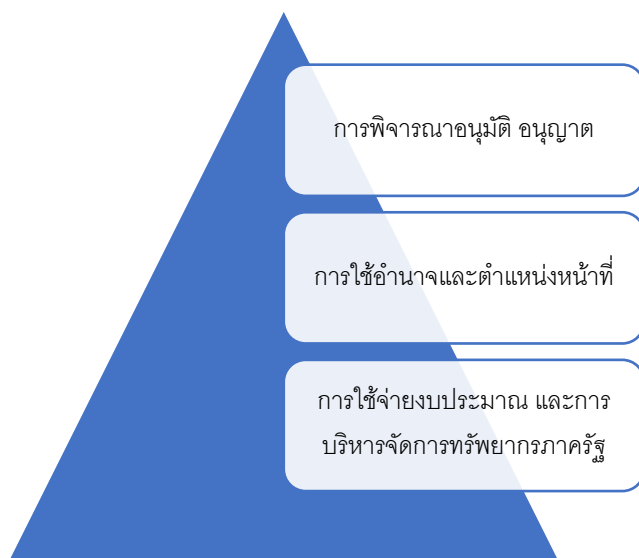 การพิจารณาอนุมัติ อนุญาต
การใช้อำนาจและตำแหน่งหน้าที่
การใช้จ่ายงบประมาณ และการ
บริหารจัดการทรัพยากรภาครัฐ